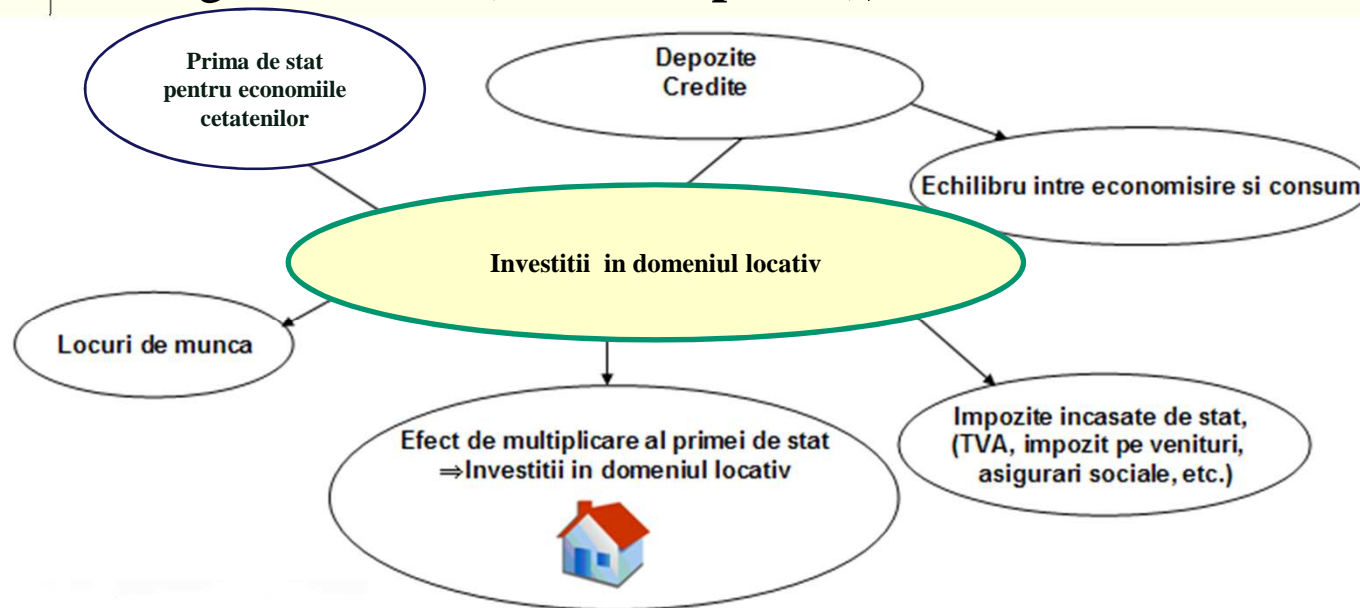 Prima de stat
pentru economiile
cetatenilor
Depozite
Credite
Echilibru intre economisire si consum
Investitii in domeniul locativ
Locuri de munca
Efect de multiplicare al primei de stat
⇒Investitii in domeniul locativ
Impozite incasate de stat,
(TVA, impozit pe venituri,
asigurari sociale, etc.)